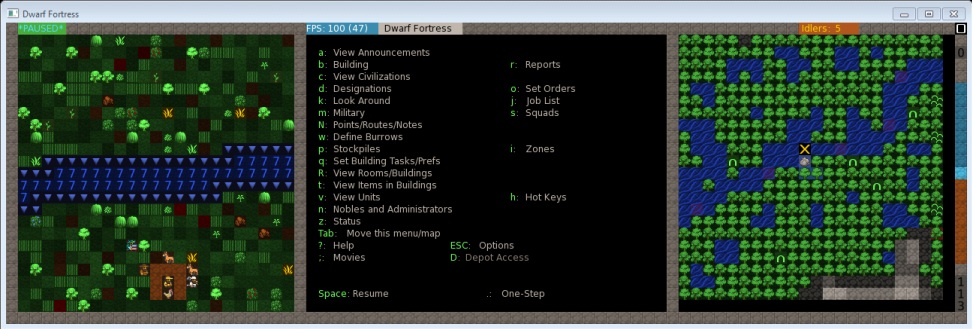 Dwarf Fortress
*PAUSED*
FPS: 100 (47)
Dwarf Fortress
Idlers: 5
a: View Announcements
b: Building
r: Reports
c: View Civilizations
d: Designations
o: Set Orders
k: Look Around
j: Job List
m: Military
s: Squads
N: Points/Routes/Notes
w: Define Burrows
p: Stockpiles
i: Zones
q: Set Building Tasks/Prefs
R: View Rooms/Buildings
t: View Items in Buildings
v: View Units
h: Hot Keys
n: Nobles and Administrators
z: Status
Tab: Move this menu/map
?: Help
ESC: Options
;: Movies
D: Depot Access
Space: Resume
.: One-Step
0
1
1
3